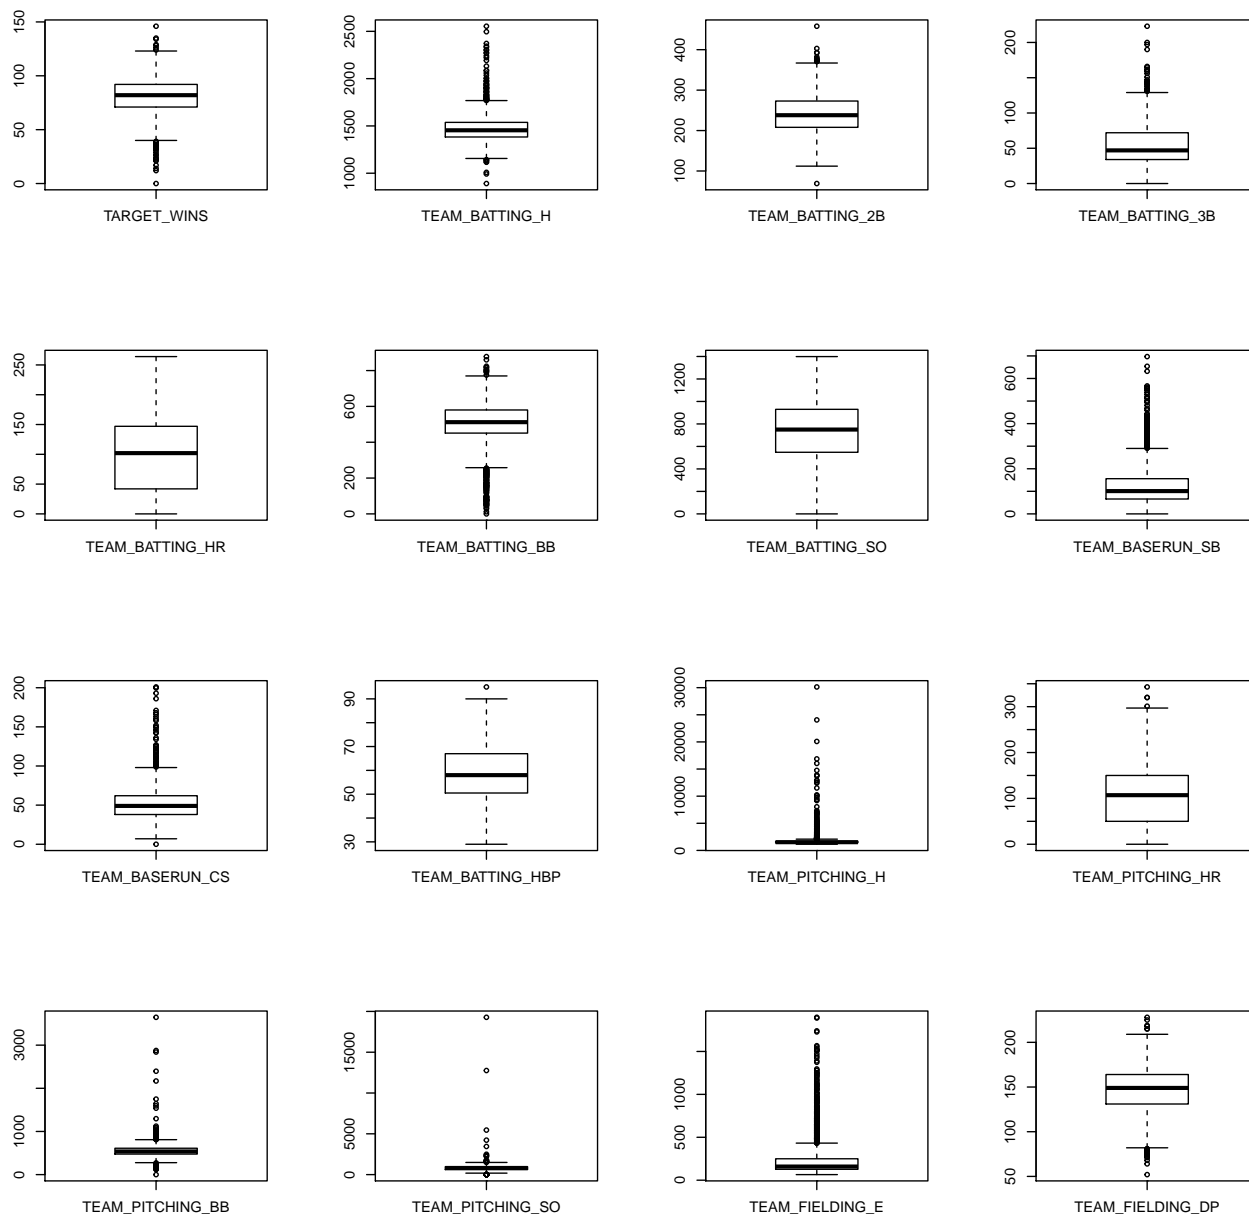 0 50 100 150
TARGET_WINS
1000 1500 2000 2500
TEAM_BATTING_H
100 200 300 400
TEAM_BATTING_2B
0 50 100 150 200
TEAM_BATTING_3B
0 50 150 250
TEAM_BATTING_HR
0 200 600
TEAM_BATTING_BB
0 400 800 1200
TEAM_BATTING_SO
0 100 200 300 400 500 600
TEAM_BASERUN_SB
0 50 100 150 200
TEAM_BASERUN_CS
30 50 70 90
TEAM_BATTING_HBP
0 10000 20000 30000
TEAM_PITCHING_H
0 100 200 300
TEAM_PITCHING_HR
0 1000 3000
TEAM_PITCHING_BB
0 5000 15000
TEAM_PITCHING_SO
0 500 1000
TEAM_FIELDING_E
50 100 150 200
TEAM_FIELDING_DP